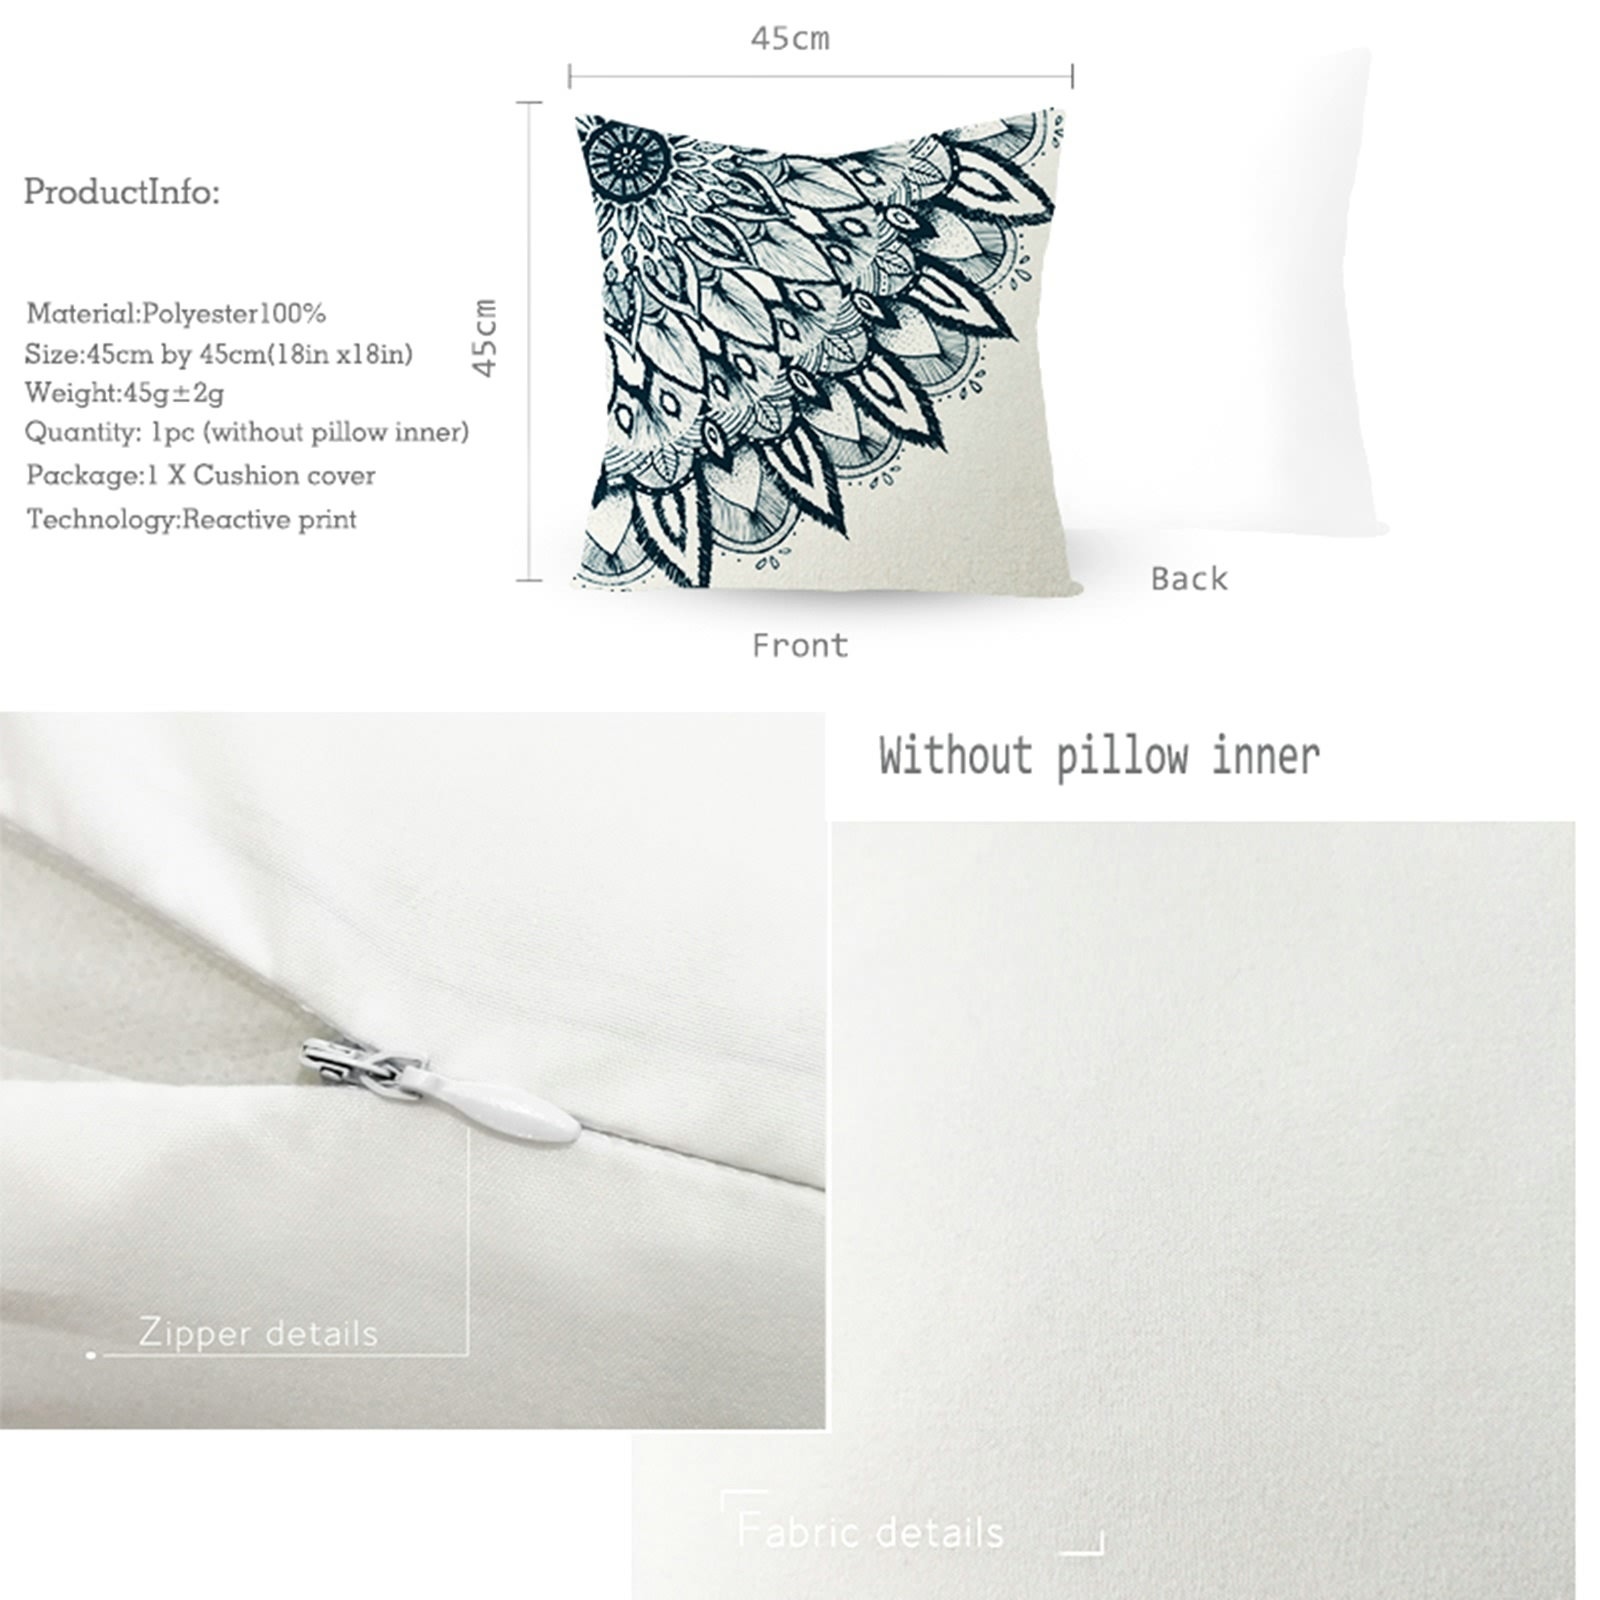 45cm
45cm
ProductInfo:
Material:Polyester100%
Size:45cm by 45cm(18in x18in)
Weight:45g±2g
Quantity: 1pc (without pillow inner)
Package:1 X Cushion cover
Technology:Reactive print
Back
Front
Without pillow inner
Zipper details
Fabric details